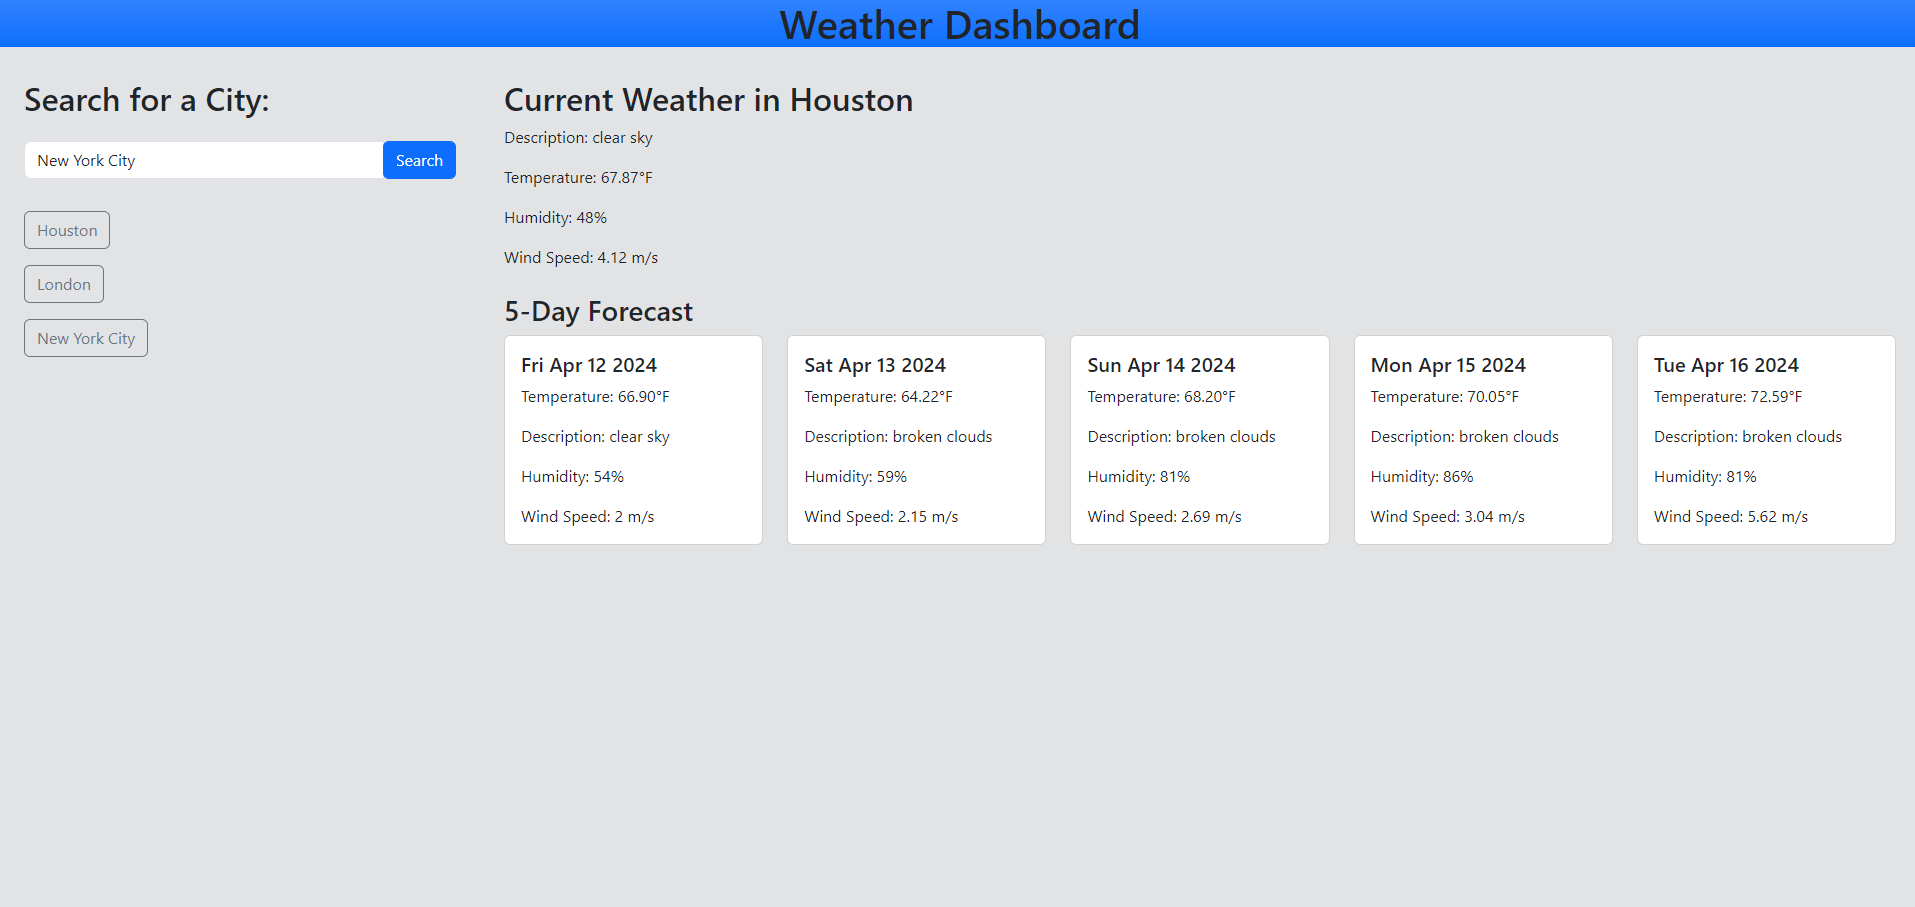 Weather Dashboard
Search for a City:
New York City
Search
Houston
London
New York City
Current Weather in Houston
Description: clear sky
Temperature: 67.87°F
Humidity: 48%
Wind Speed: 4.12 m/s
5-Day Forecast
Fri Apr 12 2024
Temperature: 66.90°F
Description: clear sky
Humidity: 54%
Wind Speed: 2 m/s
Sat Apr 13 2024
Temperature: 64.22°F
Description: broken clouds
Humidity: 59%
Wind Speed: 2.15 m/s
Sun Apr 14 2024
Temperature: 68.20°F
Description: broken clouds
Humidity: 81%
Wind Speed: 2.69 m/s
Mon Apr 15 2024
Temperature: 70.05°F
Description: broken clouds
Humidity: 86%
Wind Speed: 3.04 m/s
Tue Apr 16 2024
Temperature: 72.59°F
Description: broken clouds
Humidity: 81%
Wind Speed: 5.62 m/s